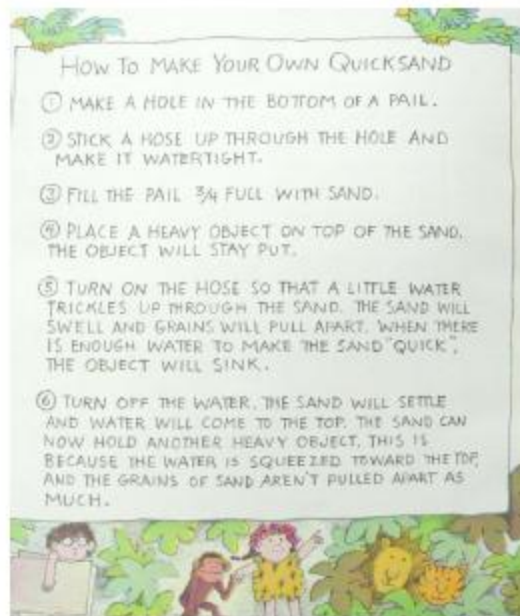 HOW TO MAKE YOUR OWN QUICKSAND
① MAKE A HOLE IN THE BOTTOM OF A PAIL.
② STICK A HOSE UP THROUGH THE HOLE AND
MAKE IT WATERTIGHT.
③ FILL THE PAIL 3/4 FULL WITH SAND.
④ PLACE A HEAVY OBJECT ON TOP OF THE SAND.
THE OBJECT WILL STAY PUT.
⑤ TURN ON THE HOSE SO THAT A LITTLE WATER
TRICKLES UP THROUGH THE SAND. THE SAND WILL
SWELL AND GRAINS WILL PULL APART. WHEN THERE
IS ENOUGH WATER TO MAKE THE SAND "QUICK",
THE OBJECT WILL SINK.
⑥ TURN OFF THE WATER. THE SAND WILL SETTLE
AND WATER WILL COME TO THE TOP. THE SAND CAN
NOW HOLD ANOTHER HEAVY OBJECT. THIS IS
BECAUSE THE WATER IS SQUEEZED TOWARD THE TOP,
AND THE GRAINS OF SAND AREN'T PULLED APART AS
MUCH.